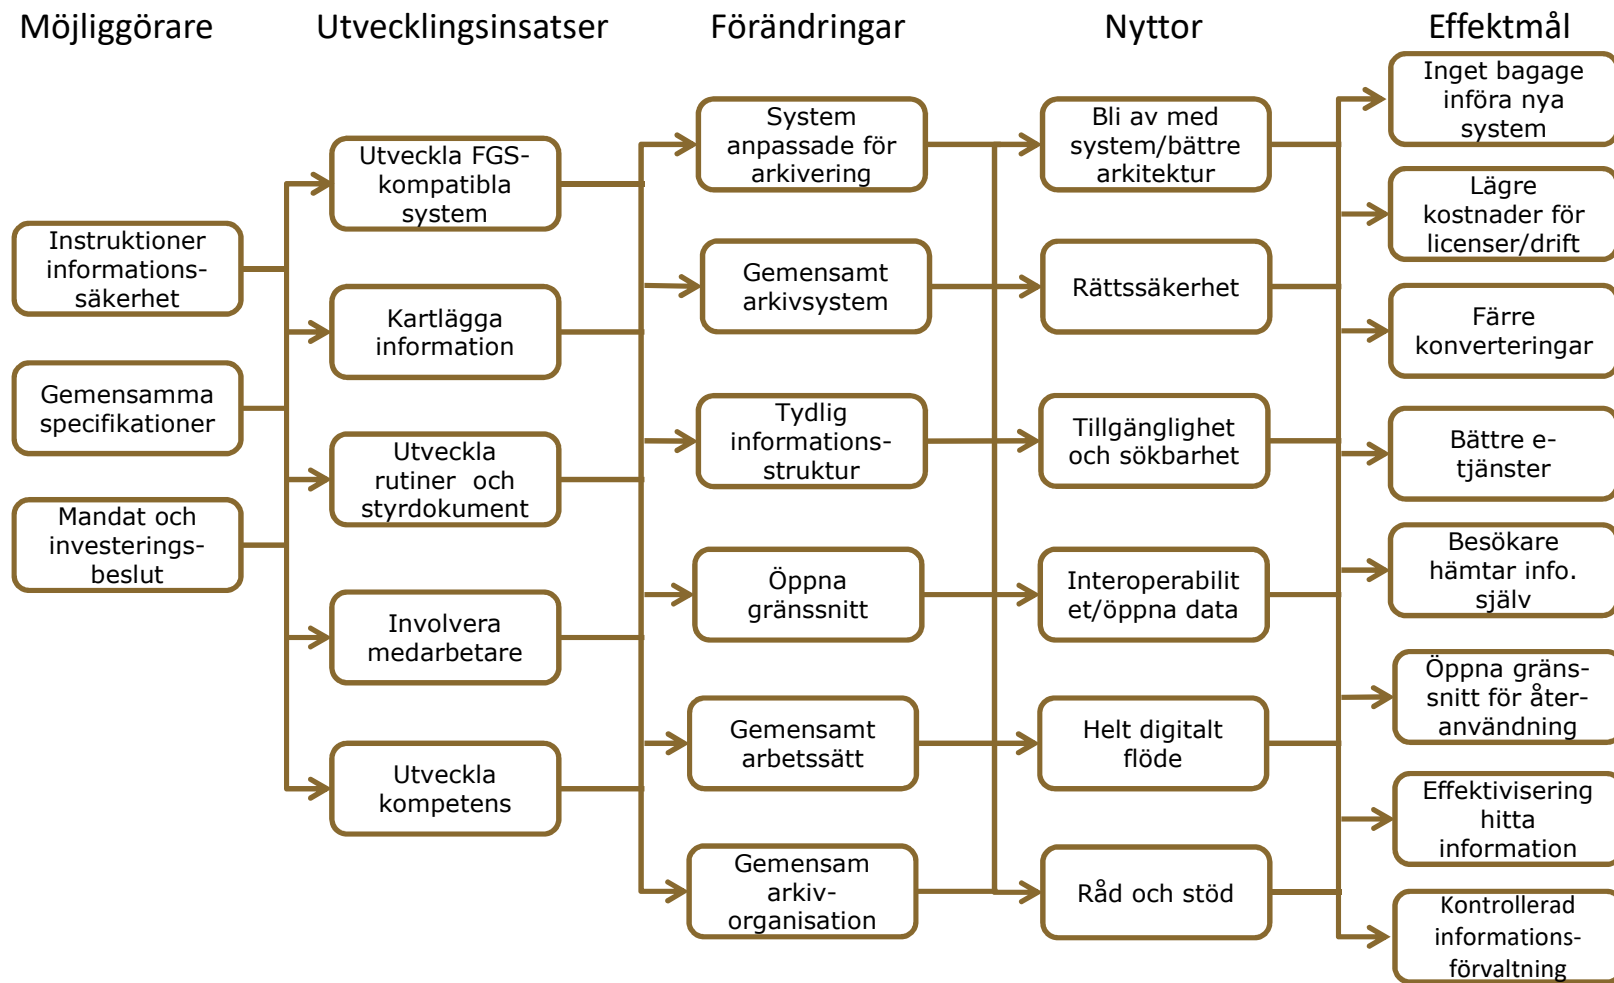 Möjliggörare
Utvecklingsinsatser
Förändringar
Nyttor
Effektmål
Instruktioner
informations-
säkerhet
Gemensamma
specifikationer
Mandat och
investerings-
beslut
Utveckla FGS-
kompatibla
system
Kartlägga
information
Utveckla
rutiner och
styrdokument
Involvera
medarbetare
Utveckla
kompetens
System
anpassade för
arkivering
Gemensamt
arkivsystem
Tydlig
informations-
struktur
Öppna
gränssnitt
Gemensamt
arbetssätt
Gemensam
arkiv-
organisation
Bli av med
system/bättre
arkitektur
Rättssäkerhet
Tillgänglighet
och sökbarhet
Interoperabilit
et/öppna data
Helt digitalt
flöde
Råd och stöd
Inget bagage
införa nya
system
Lägre
kostnader för
licenser/drift
Färre
konverteringar
Bättre e-
tjänster
Besökare
hämtar info.
själv
Öppna gräns-
snitt för åter-
användning
Effektivisering
hitta
information
Kontrollerad
informations-
förvaltning